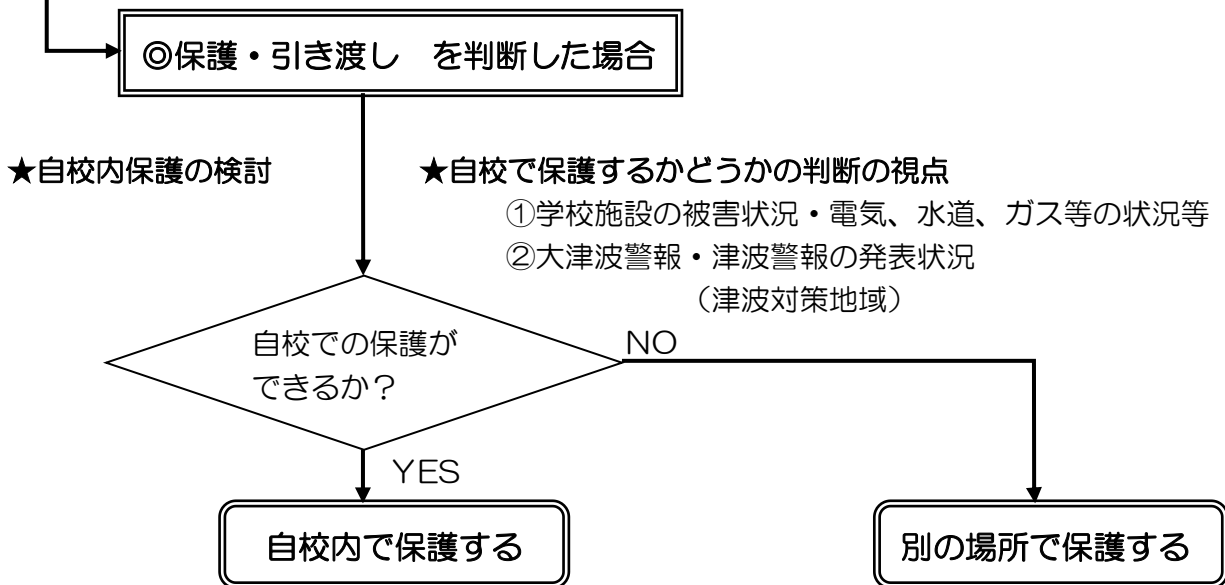 ◎保護・引き渡し　を判断した場合
★自校内保護の検討
★自校で保護するかどうかの判断の視点
①学校施設の被害状況・電気、水道、ガス等の状況等
②大津波警報・津波警報の発表状況
（津波対策地域）
自校での保護が
できるか？
NO
YES
自校内で保護する
別の場所で保護する